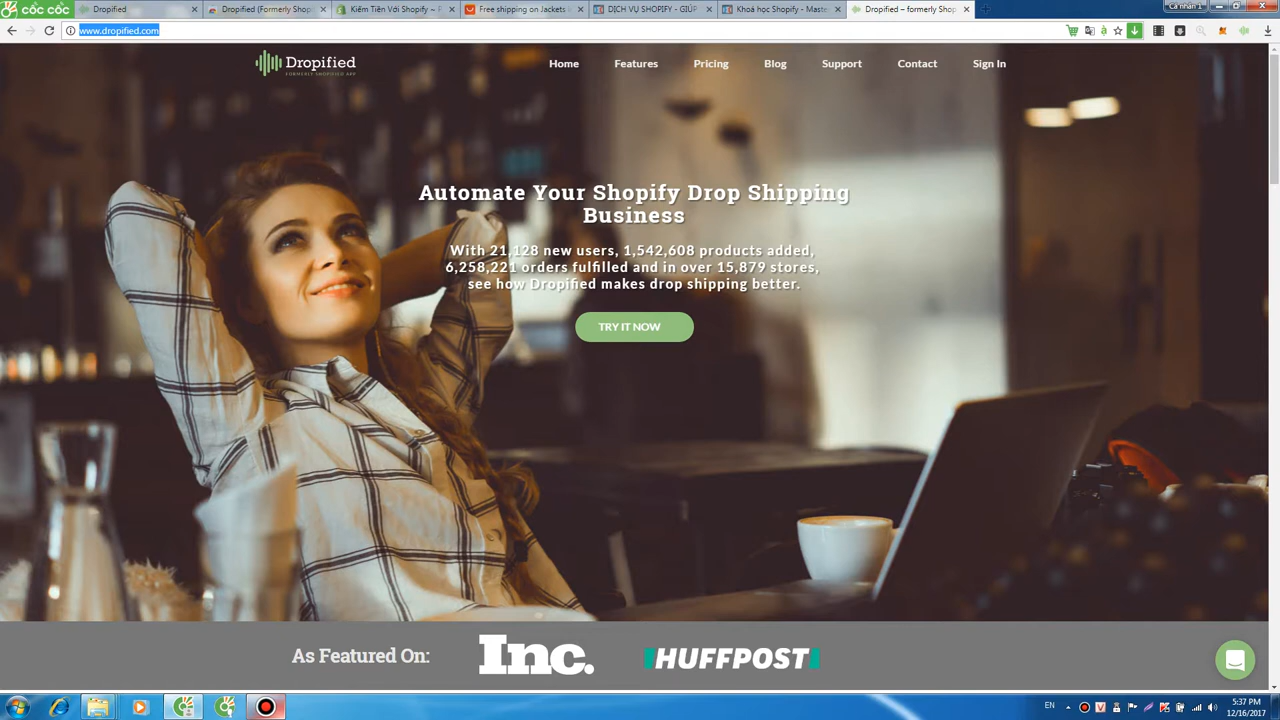 CỐC CỐC
Dropified
Dropified (Formerly Shop
Kiếm Tiền Với Shopify ~ F
Free shipping on Jackets
DỊCH VỤ SHOPIFY - GIÚP
Khoá học Shopify - Maste
Dropified – formerly Shop
Cá nhân 1
www.dropified.com
Dropified
FORMERLY SHOPIFIED APP
Home
Features
Pricing
Blog
Support
Contact
Sign In
Automate Your Shopify Drop Shipping
Business
With 21,128 new users, 1,542,608 products added,
6,258,221 orders fulfilled and in over 15,879 stores,
see how Dropified makes drop shipping better.
TRY IT NOW
As Featured On:
Inc.
HUFFPOST
EN
5:37 PM
12/16/2017